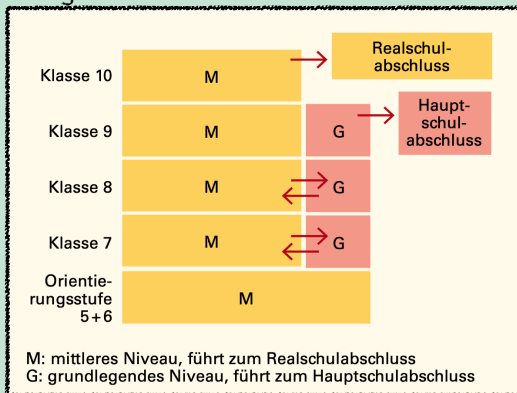 Realschul-
abschluss
Klasse 10
M
Haupt-
schul-
abschluss
Klasse 9
M
G
Klasse 8
M
G
Klasse 7
M
G
Orientie-
rungsstufe
5+6
M
M: mittleres Niveau, führt zum Realschulabschluss
G: grundlegendes Niveau, führt zum Hauptschulabschluss